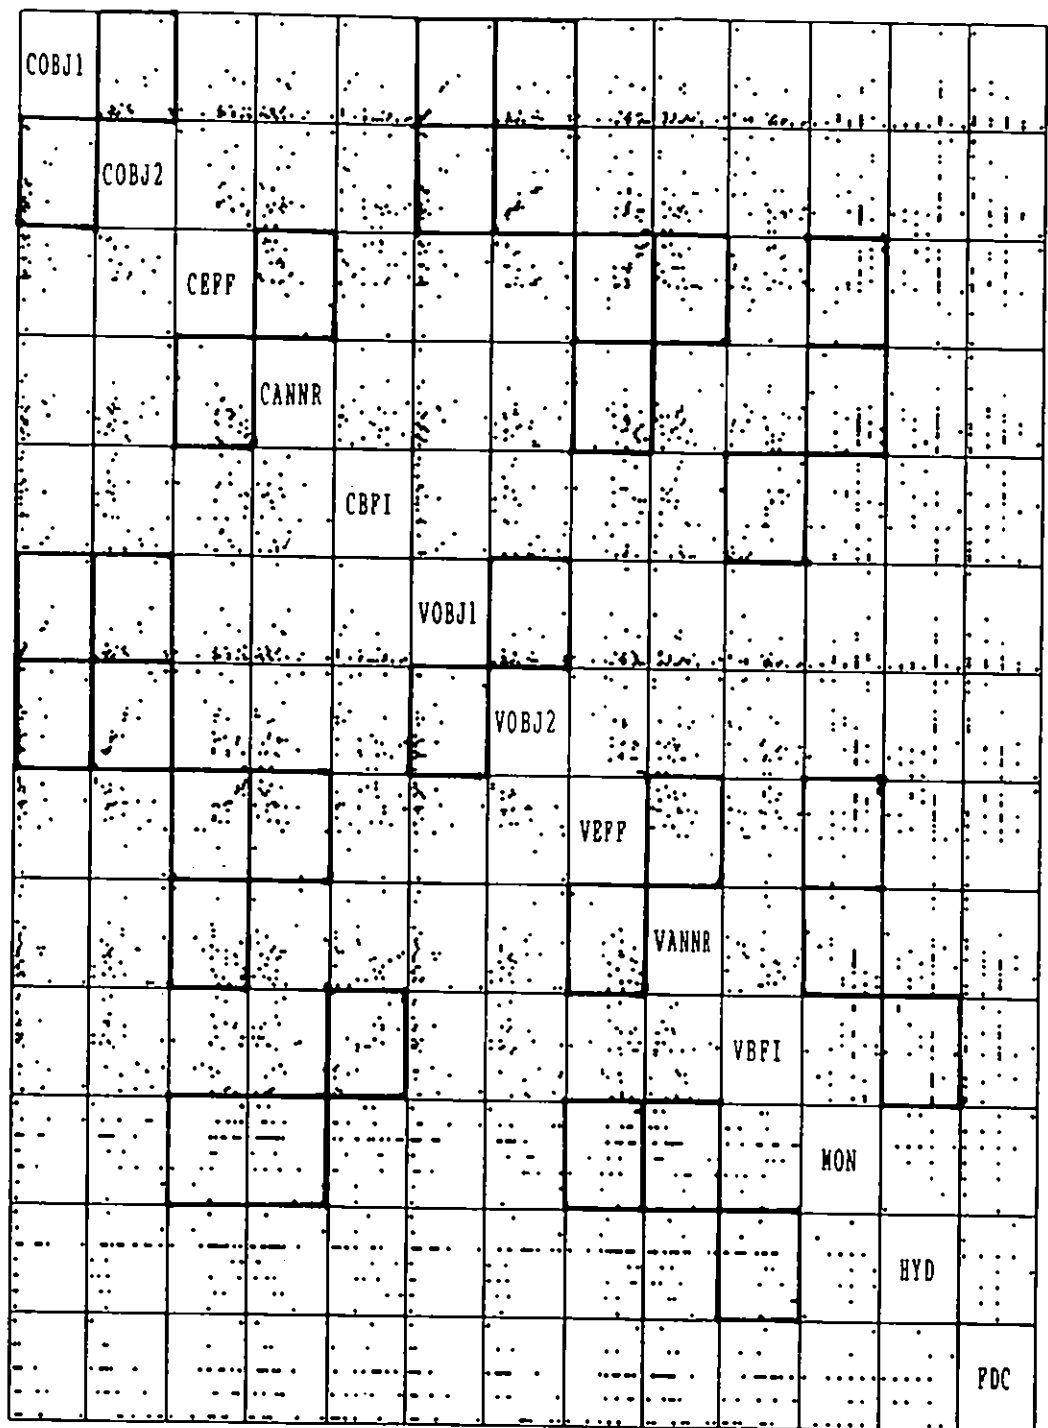 COBJ1
COBJ2
CEFF
CANNR
CBFI
VOBJ1
VOBJ2
VEFF
VANNR
VBFI
MON
HYD
FDC